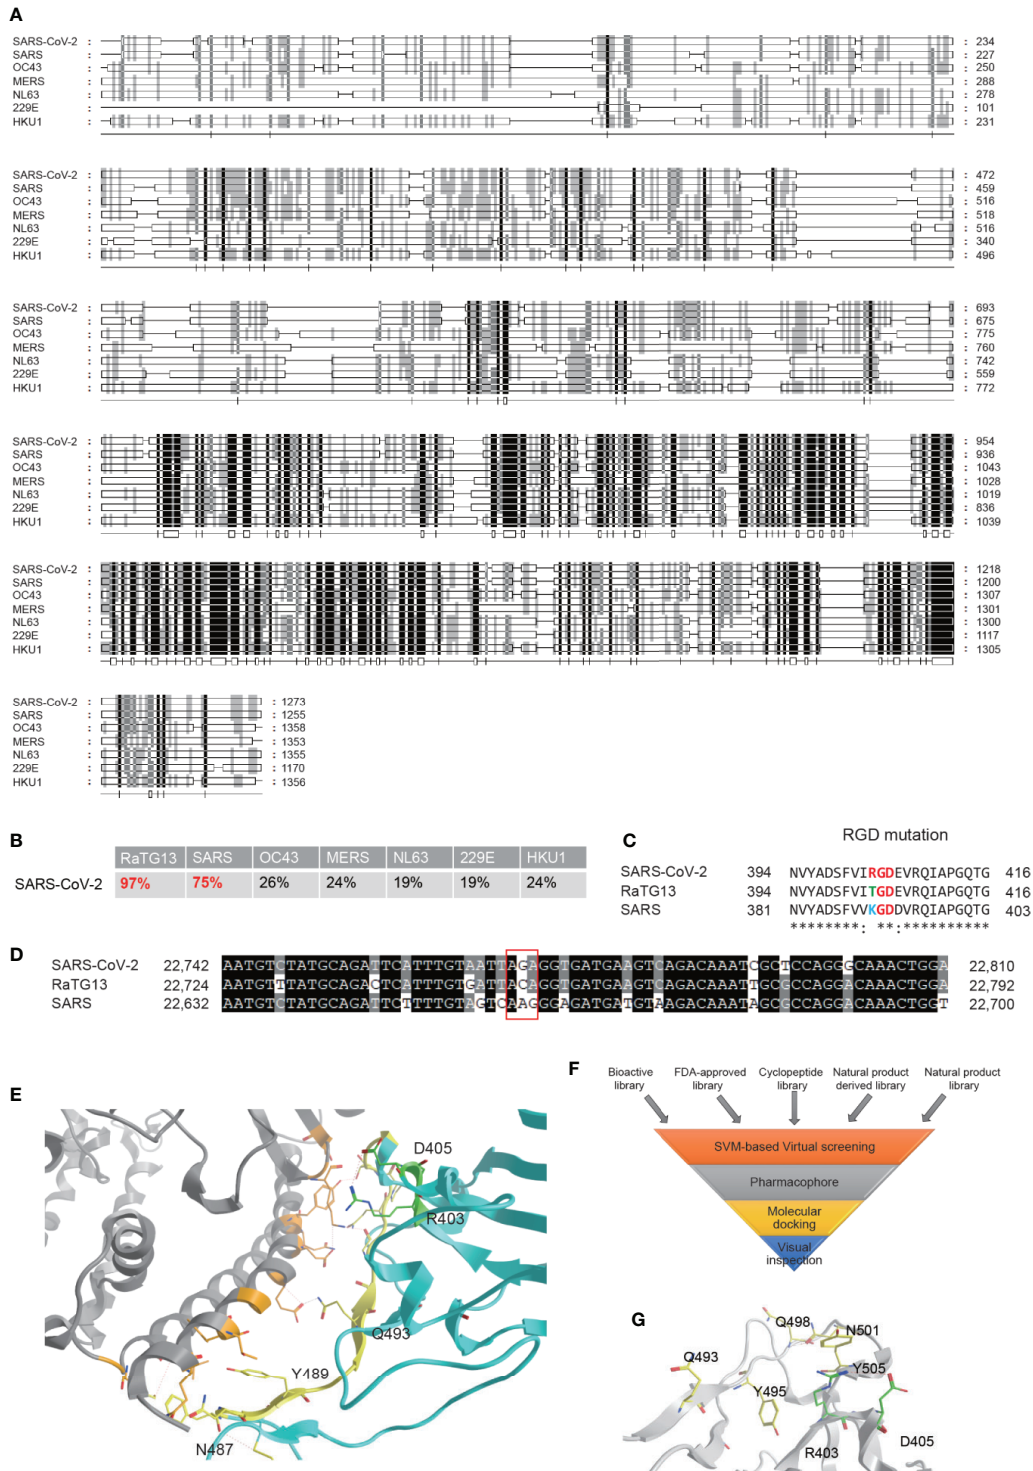 A
SARS-CoV-2 : : 234
SARS : : 227
OC43 : : 250
MERS : : 288
NL63 : : 278
229E : : 101
HKU1 : : 231
SARS-CoV-2 : : 472
SARS : : 459
OC43 : : 516
MERS : : 518
NL63 : : 516
229E : : 340
HKU1 : : 496
SARS-CoV-2 : : 693
SARS : : 675
OC43 : : 775
MERS : : 760
NL63 : : 742
229E : : 559
HKU1 : : 772
SARS-CoV-2 : : 954
SARS : : 936
OC43 : : 1043
MERS : : 1028
NL63 : : 1019
229E : : 836
HKU1 : : 1039
SARS-CoV-2 : : 1218
SARS : : 1200
OC43 : : 1307
MERS : : 1301
NL63 : : 1300
229E : : 1117
HKU1 : : 1305
SARS-CoV-2 : : 1273
SARS : : 1255
OC43 : : 1358
MERS : : 1353
NL63 : : 1355
229E : : 1170
HKU1 : : 1356
B
RaTG13 SARS OC43 MERS NL63 229E HKU1
SARS-CoV-2 97% 75% 26% 24% 19% 19% 24%
C
RGD mutation
SARS-CoV-2 394 NVYADSFVIRGDEVRQIAPGQTG 416
RaTG13 394 NVYADSFVITGDEVRQIAPGQTG 416
SARS 381 NVYADSFVVKGDDVRQIAPGQTG 403
********: **:**********
D
SARS-CoV-2 22,742 AATGTCTATGCAGATTCATTTGTAATTAGAGGTGATGAAGTCAGACAAATCGCTCCAGGGCAAACTGGA 22,810
RaTG13 22,724 AATGTTTATGCAGACTCATTTGTGATTACAGGTGATGAAGTCAGACAAATTGCGCCAGGACAAACTGGA 22,792
SARS 22,632 AATGTCTATGCAGATTCTTTTGTAGTCAAGGGAGATGATGTAAGACAAATAGCGCCAGGACAAACTGGT 22,700
E
D405
R403
Q493
Y489
N487
F
Bioactive library
FDA-approved library
Cyclopeptide library
Natural product derived library
Natural product library
SVM-based Virtual screening
Pharmacophore
Molecular docking
Visual inspection
G
Q498
N501
Q493
Y505
Y495
R403
D405